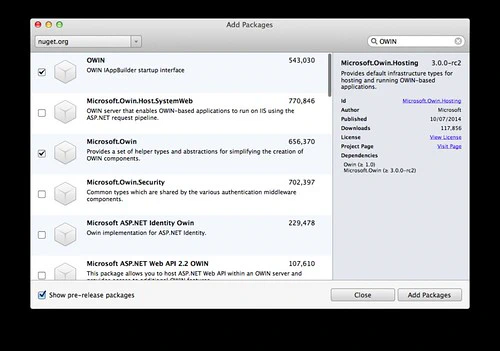 Add Packages
nuget.org
OWIN
OWIN 543,030
OWIN IAppBuilder startup interface
Microsoft.Owin.Host.SystemWeb 770,846
OWIN server that enables OWIN-based applications to run on IIS using the
ASP.NET request pipeline.
Microsoft.Owin 656,370
Provides a set of helper types and abstractions for simplifying the creation of
OWIN components.
Microsoft.Owin.Security 702,397
Common types which are shared by the various authentication middleware
components.
Microsoft ASP.NET Identity Owin 229,478
Owin implementation for ASP.NET Identity.
Microsoft ASP.NET Web API 2.2 OWIN 107,610
This package allows you to host ASP.NET Web API within an OWIN server and
provides access to additional OWIN features.
Microsoft.Owin.Hosting 3.0.0-rc2
Provides default infrastructure types for
hosting and running OWIN-based
applications.
Id Microsoft.Owin.Hosting
Author Microsoft
Published 10/07/2014
Downloads 117,856
License View License
Project Page Visit Page
Dependencies
Owin (≥ 1.0)
Microsoft.Owin (≥ 3.0.0-rc2)
Show pre-release packages
Close
Add Packages